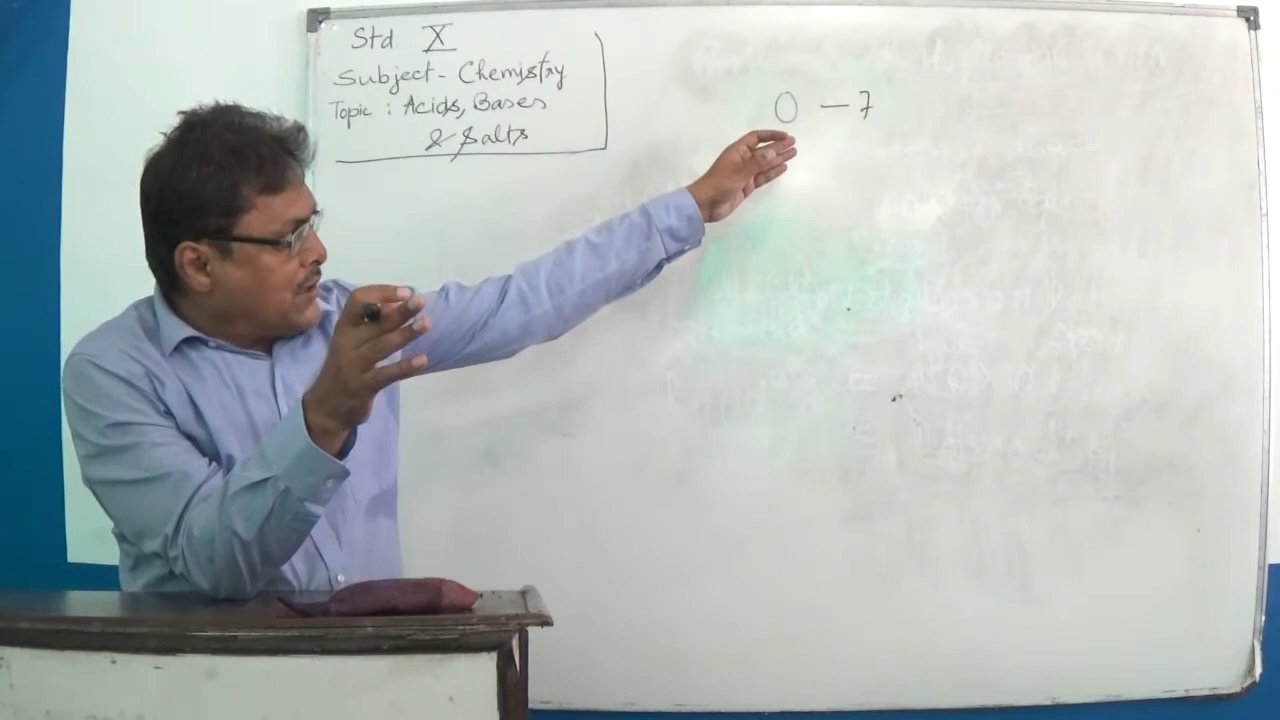 Std X
Subject - Chemistry
Topic : Acids, Bases
& Salts
0 - 7